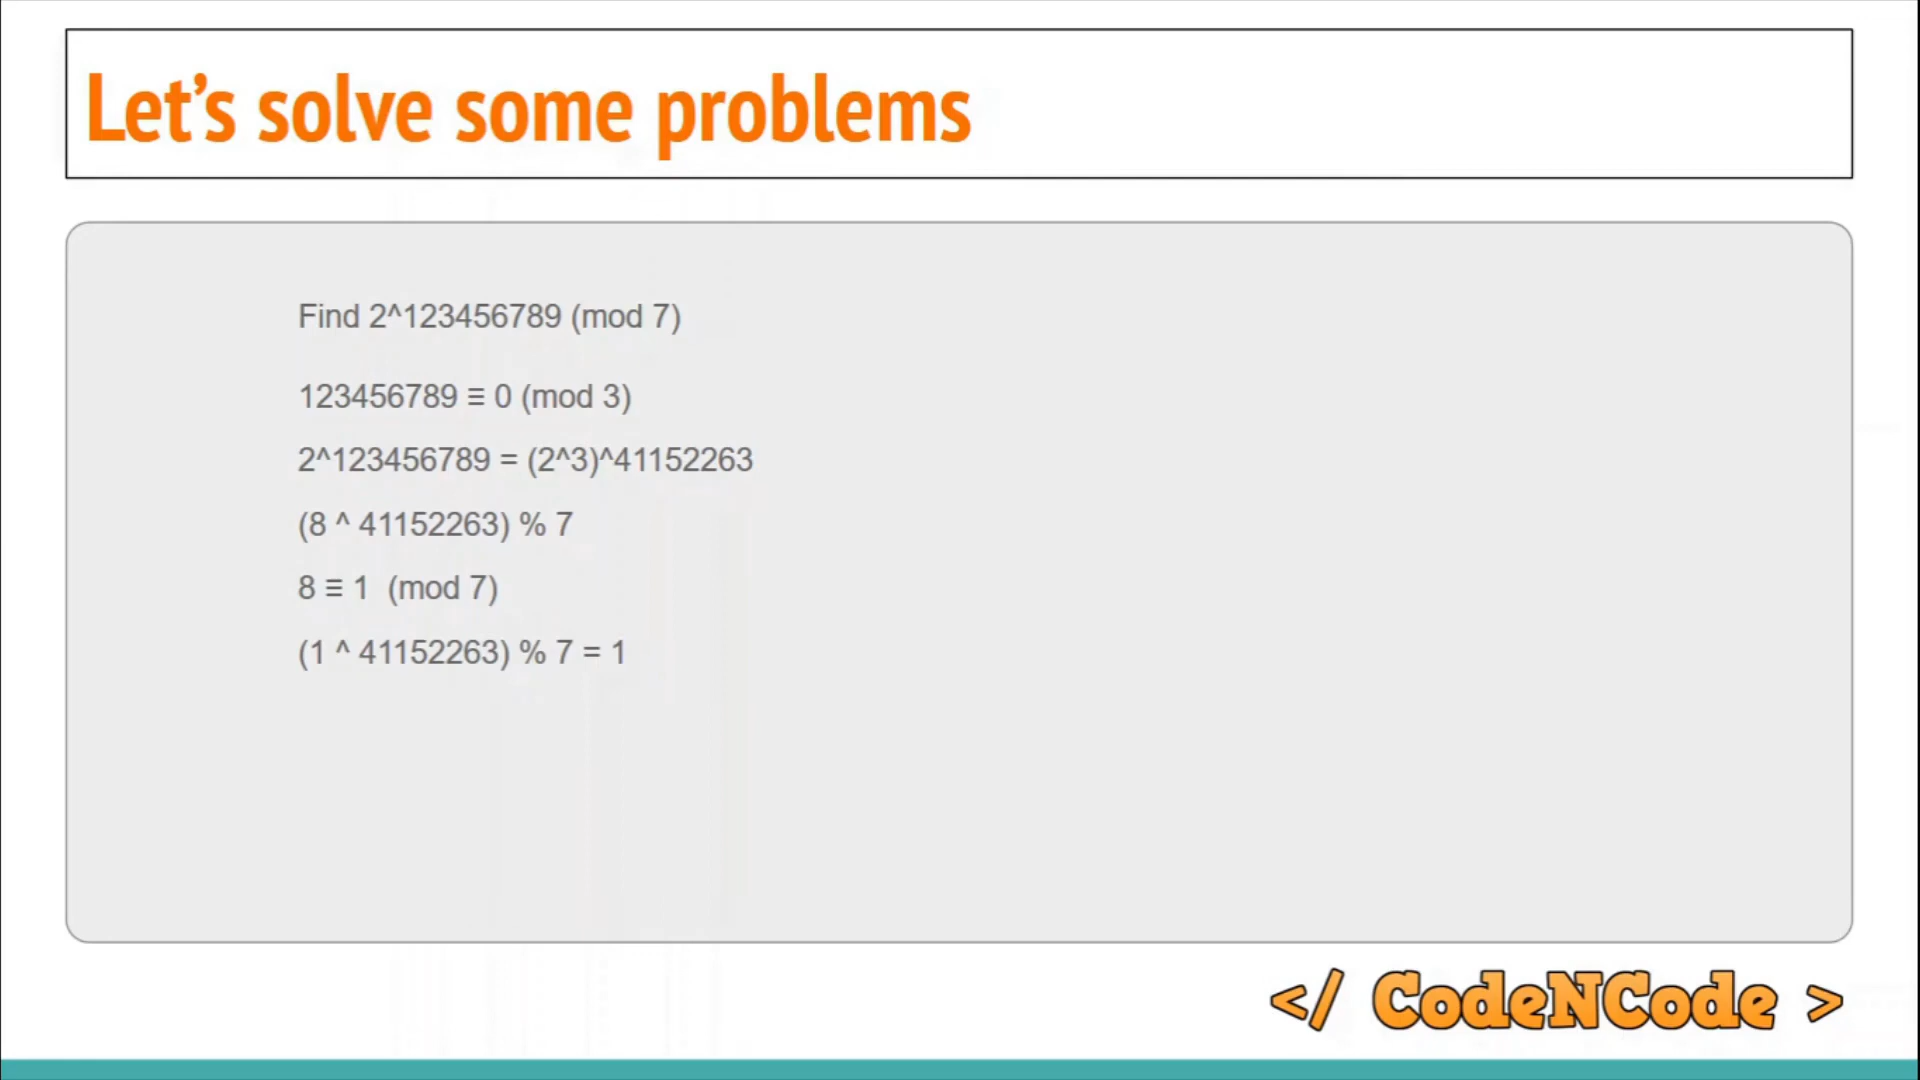 Let’s solve some problems
Find 2^123456789 (mod 7)
123456789 ≡ 0 (mod 3)
2^123456789 = (2^3)^41152263
(8 ^ 41152263) % 7
8 ≡ 1  (mod 7)
(1 ^ 41152263) % 7 = 1
</ CodeNCode >